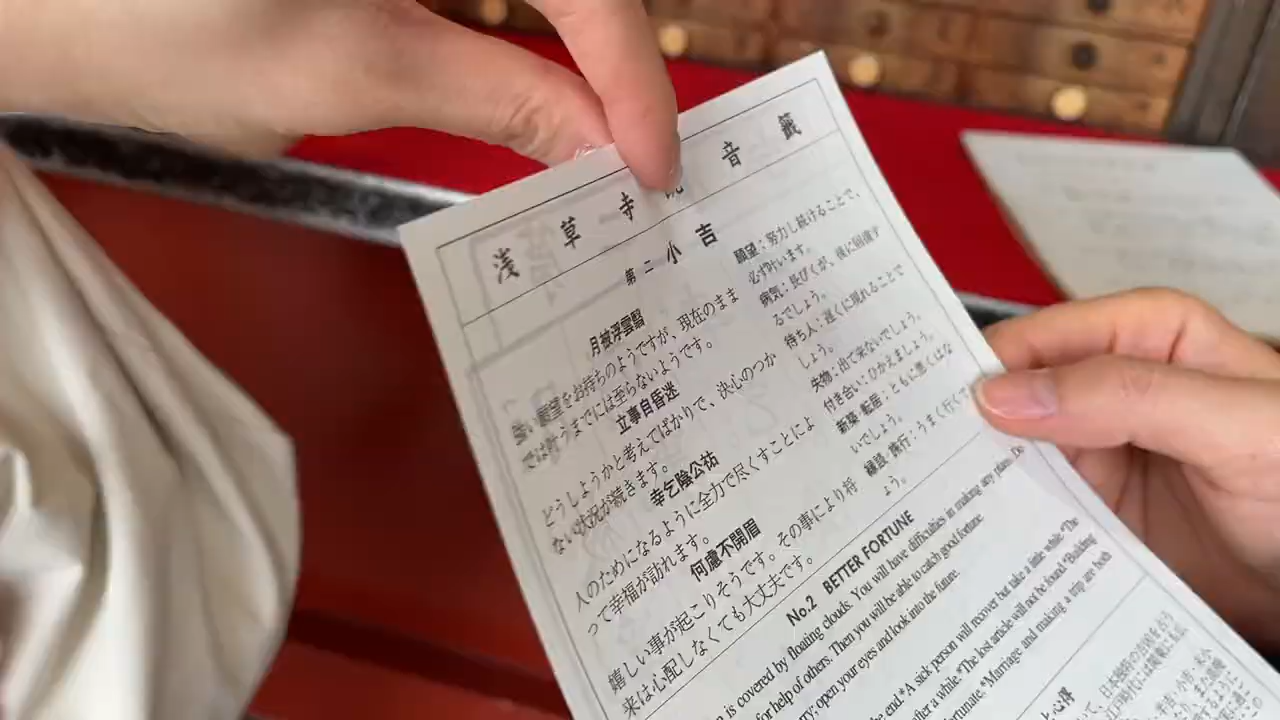 浅草寺 音籤
第二 小吉
月被浮雲翳
願望をお持ちのようですが、現在のまま
では叶うまでには至らないようです。
立事自昏迷
どうしようかと考えてばかりで、決心のつか
ない状況が続きます。
幸乞陰公祐
人のためになるように全力で尽くすことによ
って幸福が訪れます。
何慮不開眉
嬉しい事が起こりそうです。その事により将
来は心配しなくても大丈夫です。
願望：努力し続けることで、
必ず叶います。
病気：長びくが、後に回復す
るでしょう。
待ち人：遅くに現れることで
しょう。
失物：出て来ないでしょう。
付き合い：ひかえましょう。
新築・転居：ともに悪くはな
いでしょう。
縁談・旅行：うまく行くで
ょう。
No.2 BETTER FORTUNE
is covered by floating clouds. You will have difficulties in making any plans. Do
for help of others. Then you will be able to catch good fortune.
open your eyes and look into the future.
the end.*A sick person will recover but take a little while.*The
after a while.*The lost article will not be found.*Building
*Marriage and making a trip are both
心得